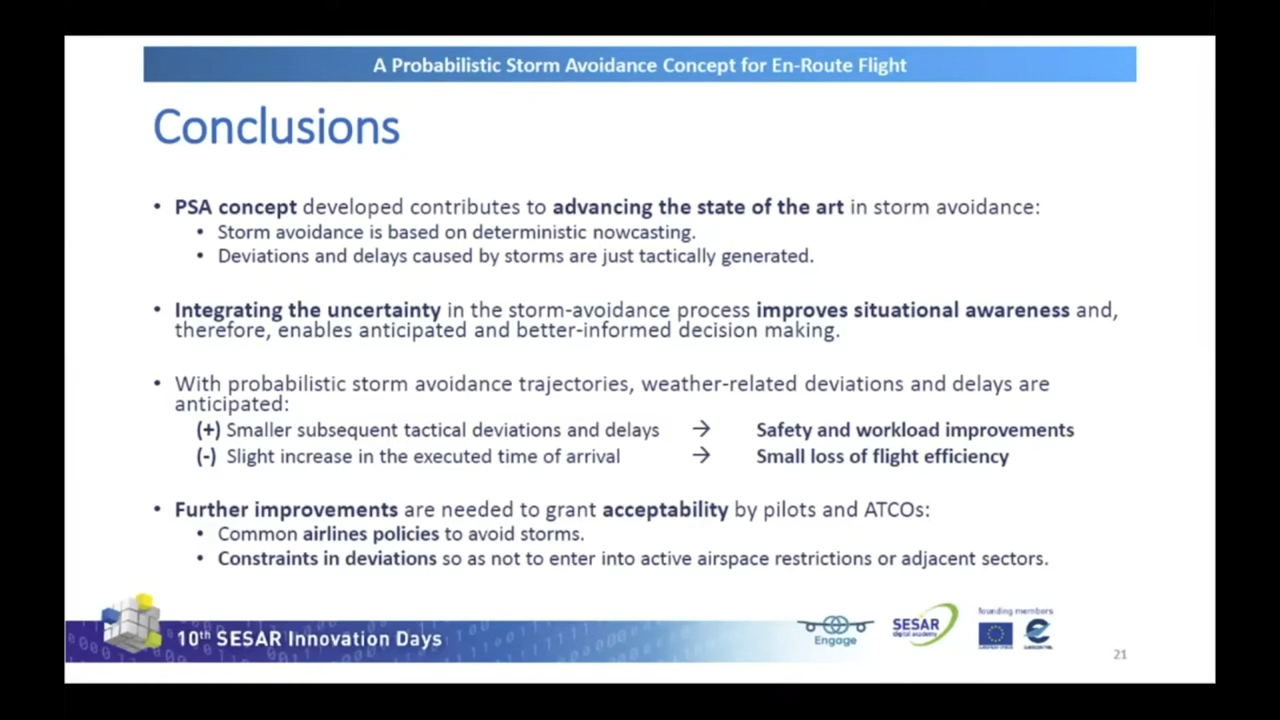 A Probabilistic Storm Avoidance Concept for En-Route Flight
Conclusions
• PSA concept developed contributes to advancing the state of the art in storm avoidance:
• Storm avoidance is based on deterministic nowcasting.
• Deviations and delays caused by storms are just tactically generated.
• Integrating the uncertainty in the storm-avoidance process improves situational awareness and,
therefore, enables anticipated and better-informed decision making.
• With probabilistic storm avoidance trajectories, weather-related deviations and delays are
anticipated:
(+) Smaller subsequent tactical deviations and delays → Safety and workload improvements
(-) Slight increase in the executed time of arrival → Small loss of flight efficiency
• Further improvements are needed to grant acceptability by pilots and ATCOs:
• Common airlines policies to avoid storms.
• Constraints in deviations so as not to enter into active airspace restrictions or adjacent sectors.
10th SESAR Innovation Days
Engage
SESAR
digital academy
founding members
21